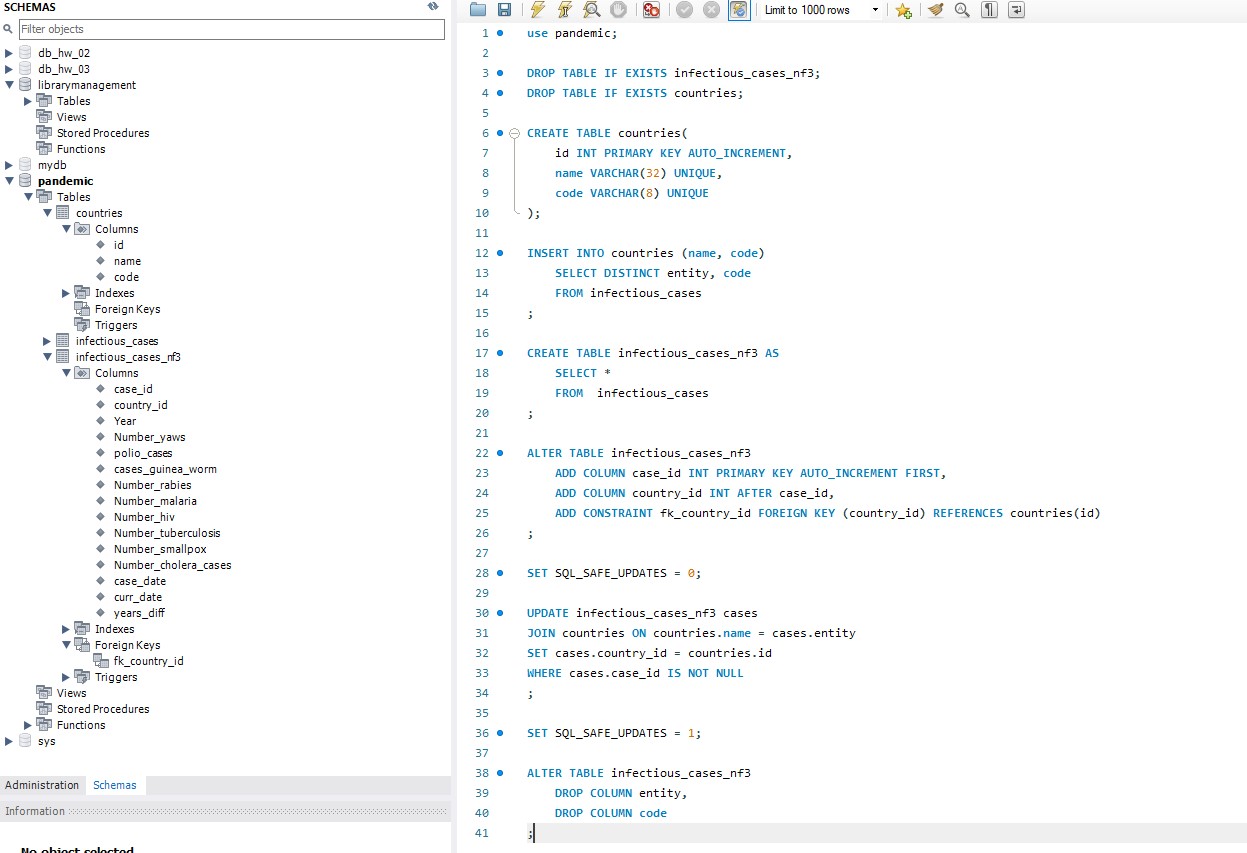 SCHEMAS
Filter objects
db_hw_02
db_hw_03
librarymanagement
Tables
Views
Stored Procedures
Functions
mydb
pandemic
Tables
countries
Columns
id
name
code
Indexes
Foreign Keys
Triggers
infectious_cases
infectious_cases_nf3
Columns
case_id
country_id
Year
Number_yaws
polio_cases
cases_guinea_worm
Number_rabies
Number_malaria
Number_hiv
Number_tuberculosis
Number_smallpox
Number_cholera_cases
case_date
curr_date
years_diff
Indexes
Foreign Keys
fk_country_id
Triggers
Views
Stored Procedures
Functions
sys
Administration Schemas
Information
No object selected
Limit to 1000 rows
1 use pandemic;
2
3 DROP TABLE IF EXISTS infectious_cases_nf3;
4 DROP TABLE IF EXISTS countries;
5
6 CREATE TABLE countries(
7 id INT PRIMARY KEY AUTO_INCREMENT,
8 name VARCHAR(32) UNIQUE,
9 code VARCHAR(8) UNIQUE
10 );
11
12 INSERT INTO countries (name, code)
13 SELECT DISTINCT entity, code
14 FROM infectious_cases
15 ;
16
17 CREATE TABLE infectious_cases_nf3 AS
18 SELECT *
19 FROM  infectious_cases
20 ;
21
22 ALTER TABLE infectious_cases_nf3
23 ADD COLUMN case_id INT PRIMARY KEY AUTO_INCREMENT FIRST,
24 ADD COLUMN country_id INT AFTER case_id,
25 ADD CONSTRAINT fk_country_id FOREIGN KEY (country_id) REFERENCES countries(id)
26 ;
27
28 SET SQL_SAFE_UPDATES = 0;
29
30 UPDATE infectious_cases_nf3 cases
31 JOIN countries ON countries.name = cases.entity
32 SET cases.country_id = countries.id
33 WHERE cases.case_id IS NOT NULL
34 ;
35
36 SET SQL_SAFE_UPDATES = 1;
37
38 ALTER TABLE infectious_cases_nf3
39 DROP COLUMN entity,
40 DROP COLUMN code
41 ;